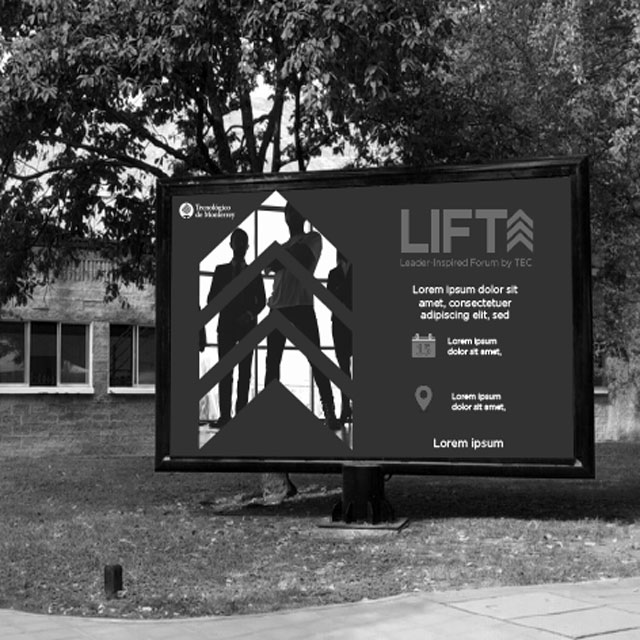 Tecnológico
de Monterrey
LIFT
Leader-Inspired Forum by TEC
Lorem ipsum dolor sit
amet, consectetuer
adipiscing elit, sed
Lorem ipsum
dolor sit amet,
Lorem ipsum
dolor sit amet,
Lorem ipsum